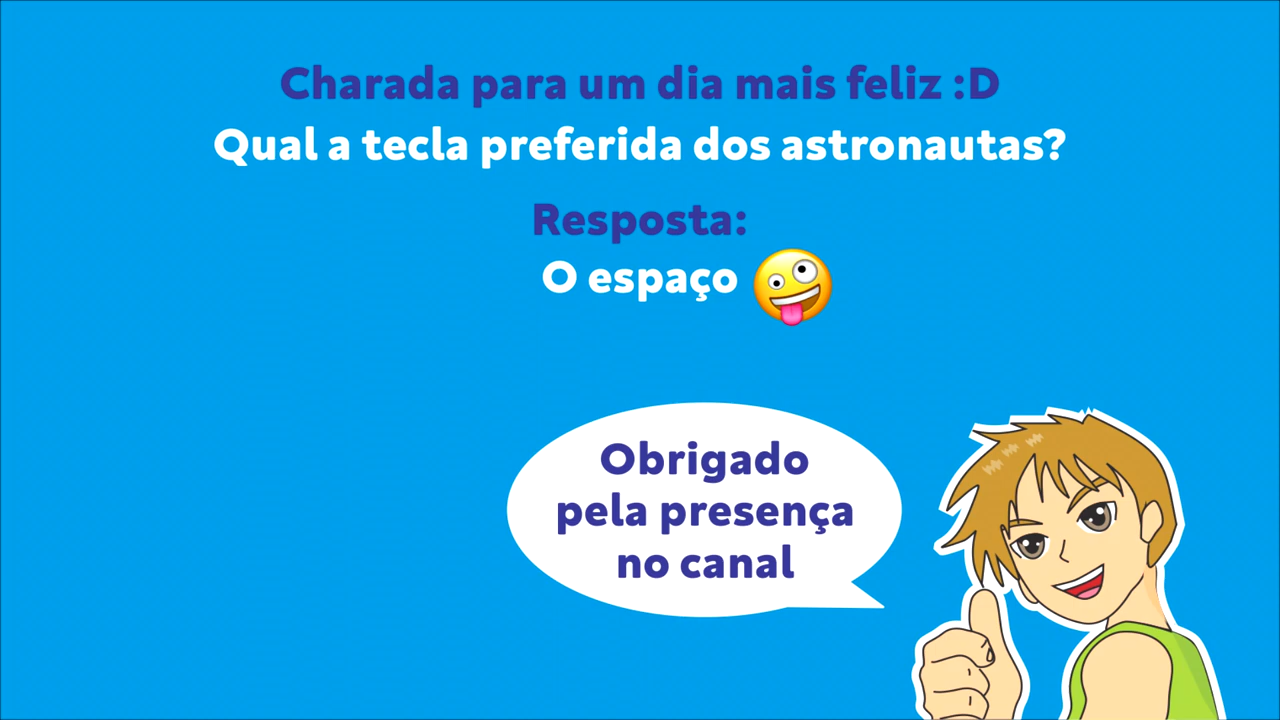 Charada para um dia mais feliz :D
Qual a tecla preferida dos astronautas?
Resposta:
O espaço
Obrigado
pela presença
no canal